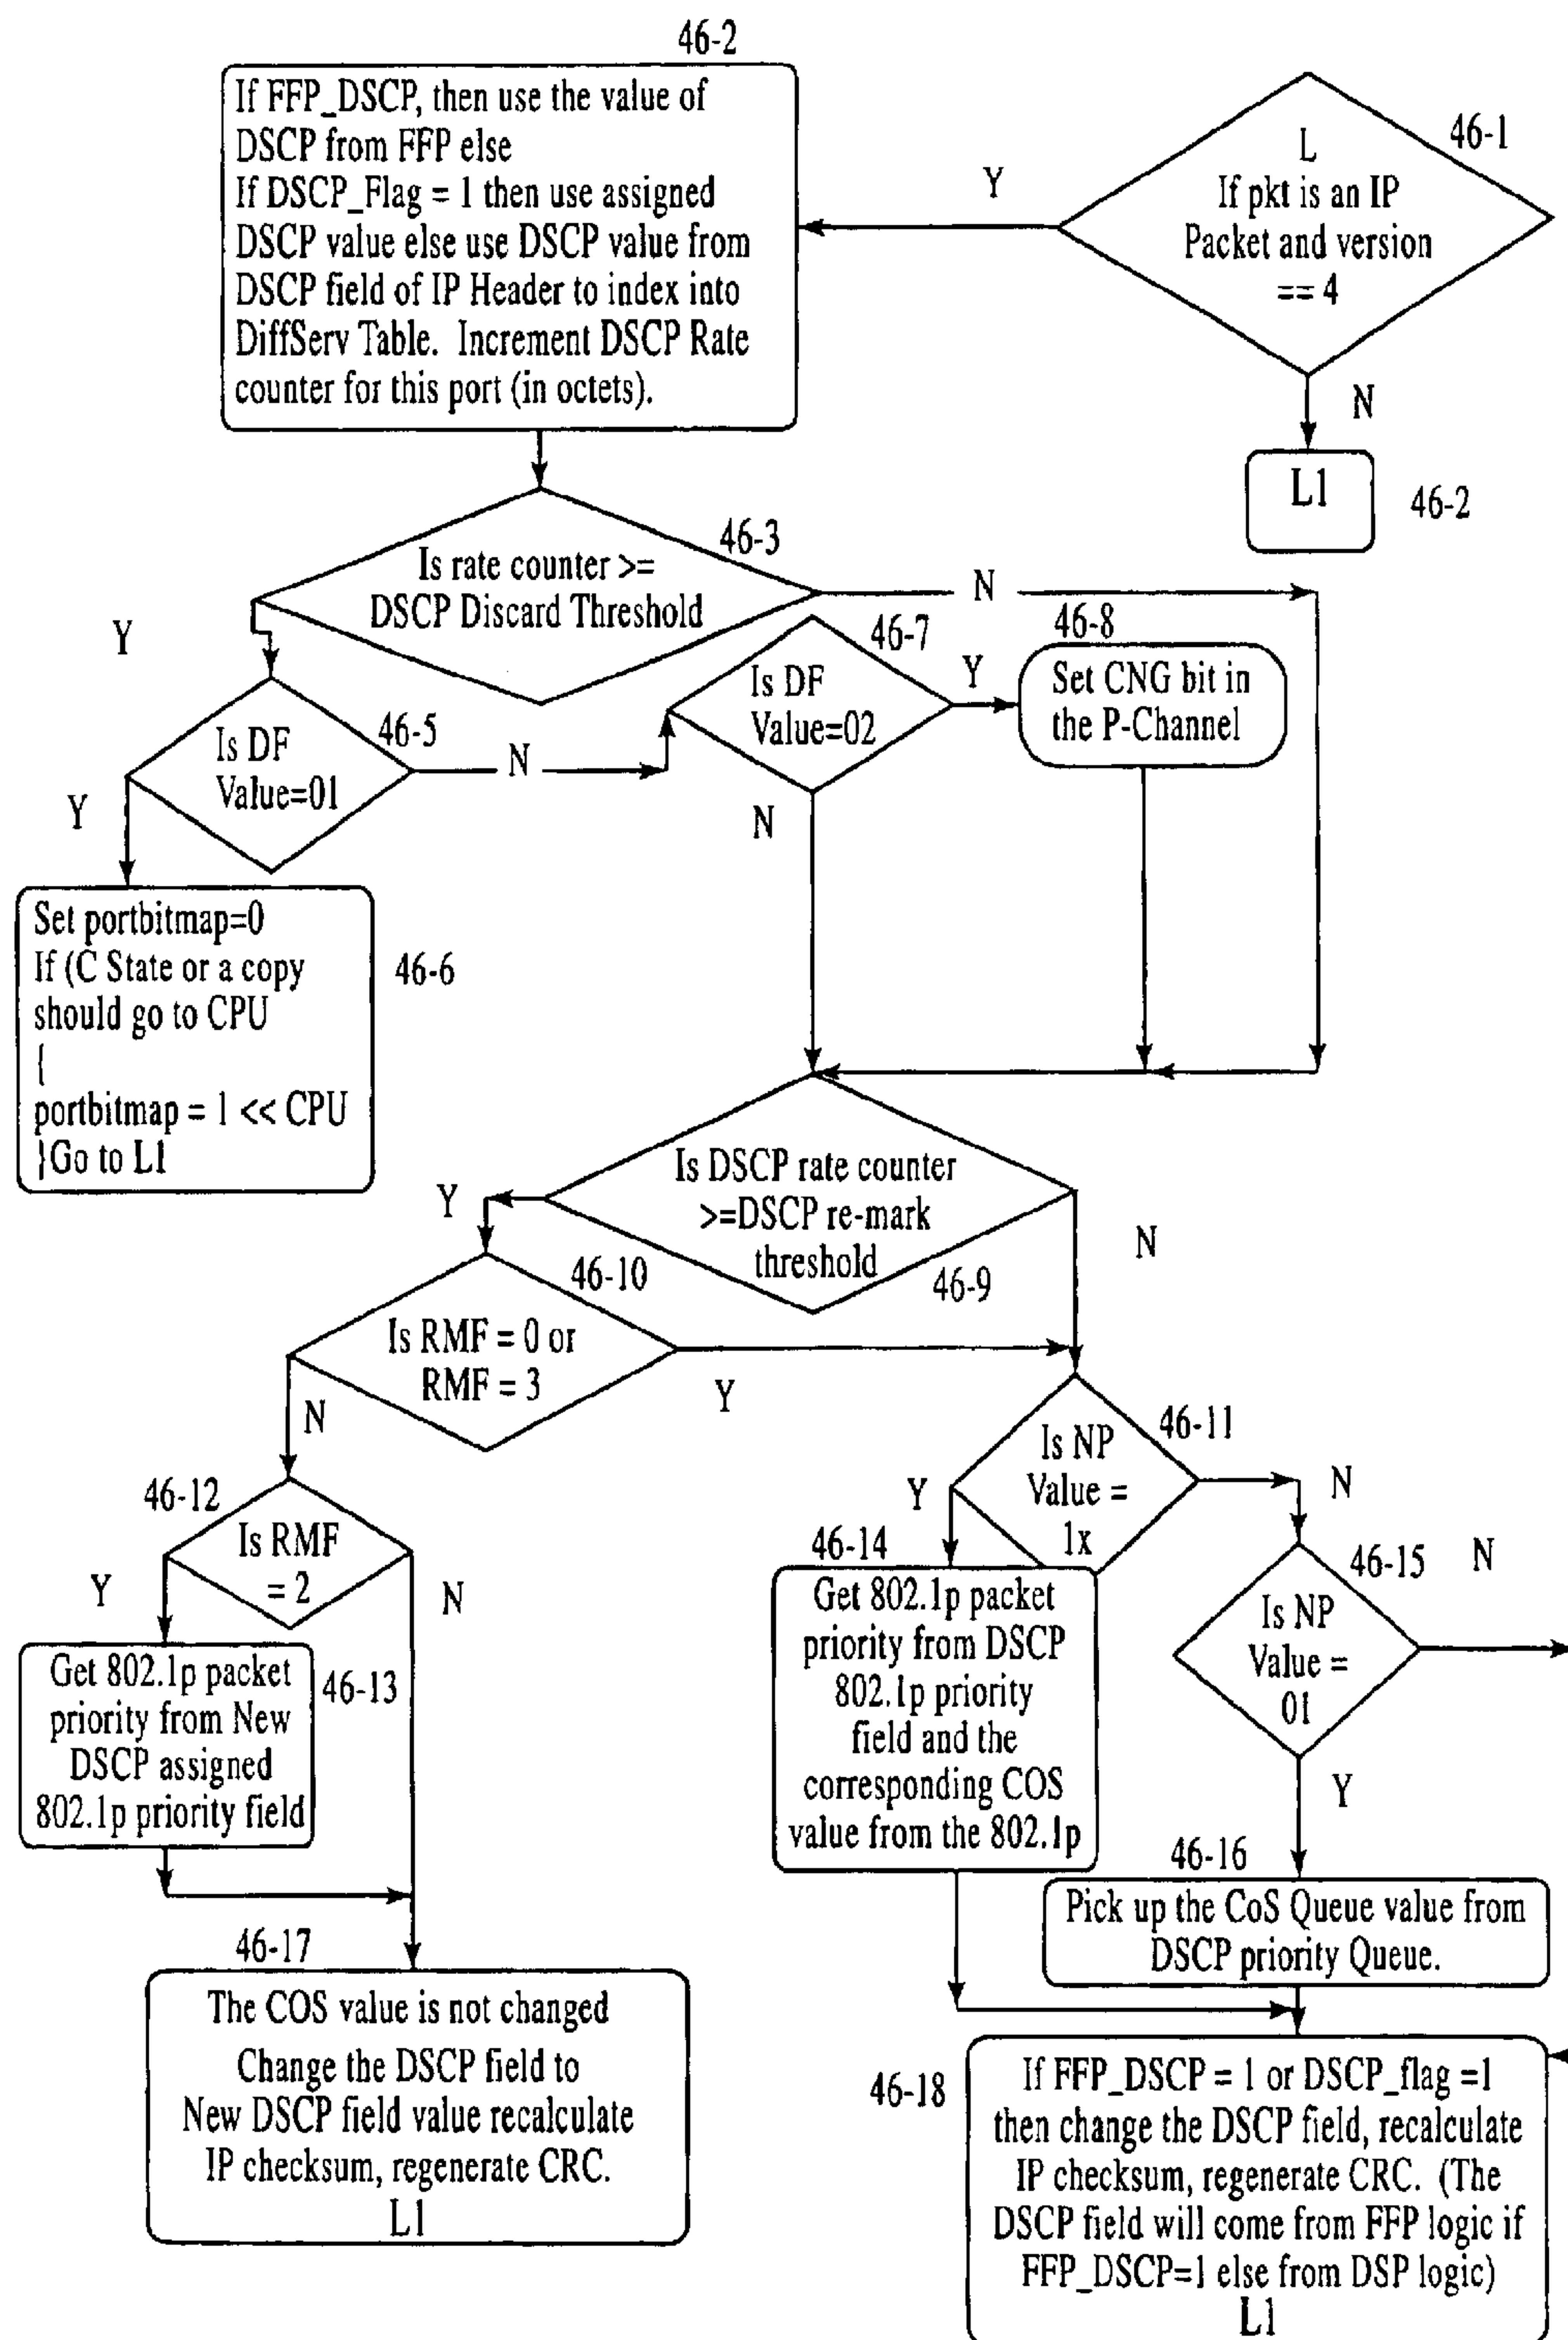 46-2
If FFP_DSCP, then use the value of
DSCP from FFP else
If DSCP_Flag = 1 then use assigned
DSCP value else use DSCP value from
DSCP field of IP Header to index into
DiffServ Table. Increment DSCP Rate
counter for this port (in octets).
46-1
L
If pkt is an IP
Packet and version
== 4
Y
N
L1
46-2
46-3
Is rate counter >=
DSCP Discard Threshold
N
Y
46-5
Is DF
Value=01
N
Y
46-7
Is DF
Value=02
Y
N
46-8
Set CNG bit in
the P-Channel
Set portbitmap=0
If (C State or a copy
should go to CPU
{
portbitmap = 1 << CPU
}Go to L1
46-6
Is DSCP rate counter
>=DSCP re-mark
threshold
46-9
Y
N
46-10
Is RMF = 0 or
RMF = 3
Y
N
46-11
Is NP
Value =
1x
Y
N
46-12
Is RMF
= 2
Y
N
46-13
Get 802.1p packet
priority from New
DSCP assigned
802.1p priority field
46-14
Get 802.1p packet
priority from DSCP
802.1p priority
field and the
corresponding COS
value from the 802.1p
46-15
Is NP
Value =
01
N
Y
46-16
Pick up the CoS Queue value from
DSCP priority Queue.
46-17
The COS value is not changed
Change the DSCP field to
New DSCP field value recalculate
IP checksum, regenerate CRC.
L1
46-18
If FFP_DSCP = 1 or DSCP_flag =1
then change the DSCP field, recalculate
IP checksum, regenerate CRC. (The
DSCP field will come from FFP logic if
FFP_DSCP=1 else from DSP logic)
L1